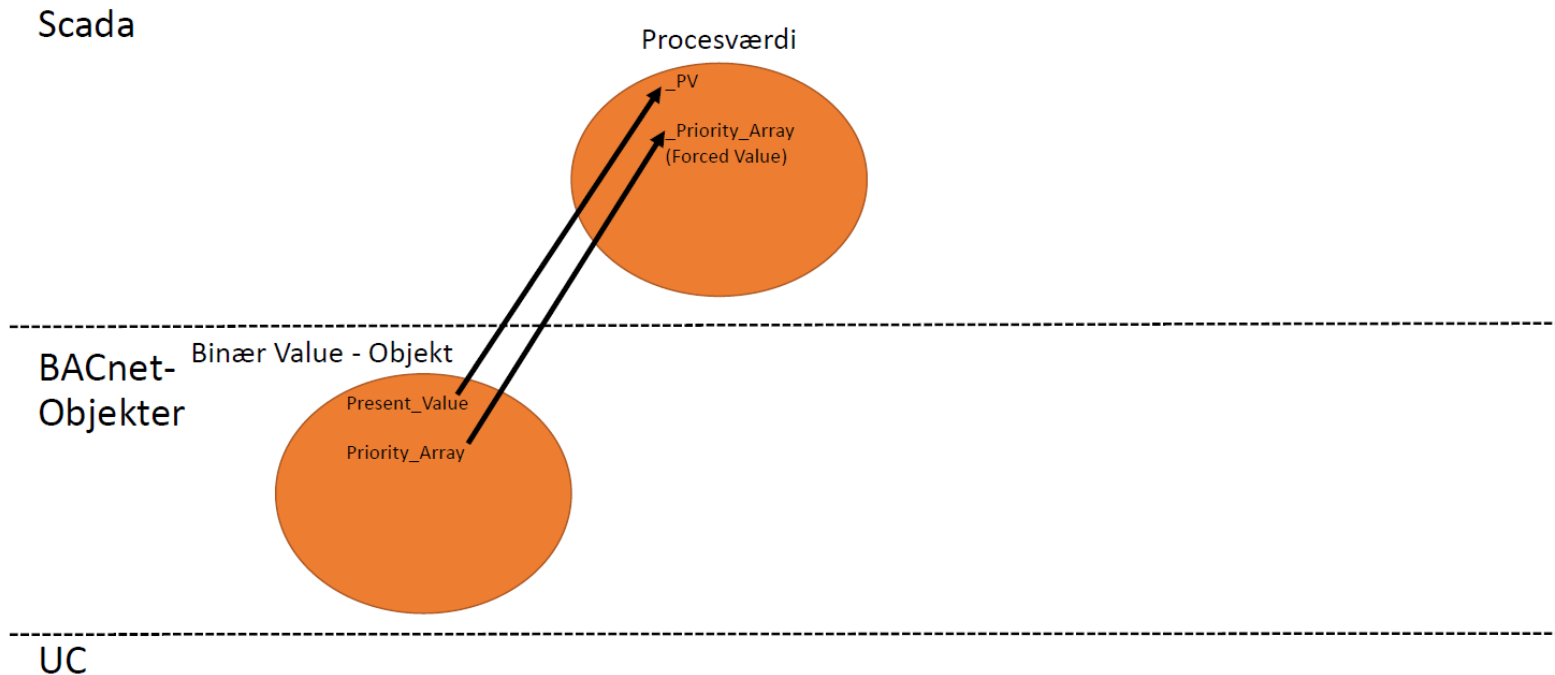 Scada
Procesværdi
_PV
_Priority_Array
(Forced Value)
Binær Value - Objekt
BACnet-
Objekter
Present_Value
Priority_Array
UC